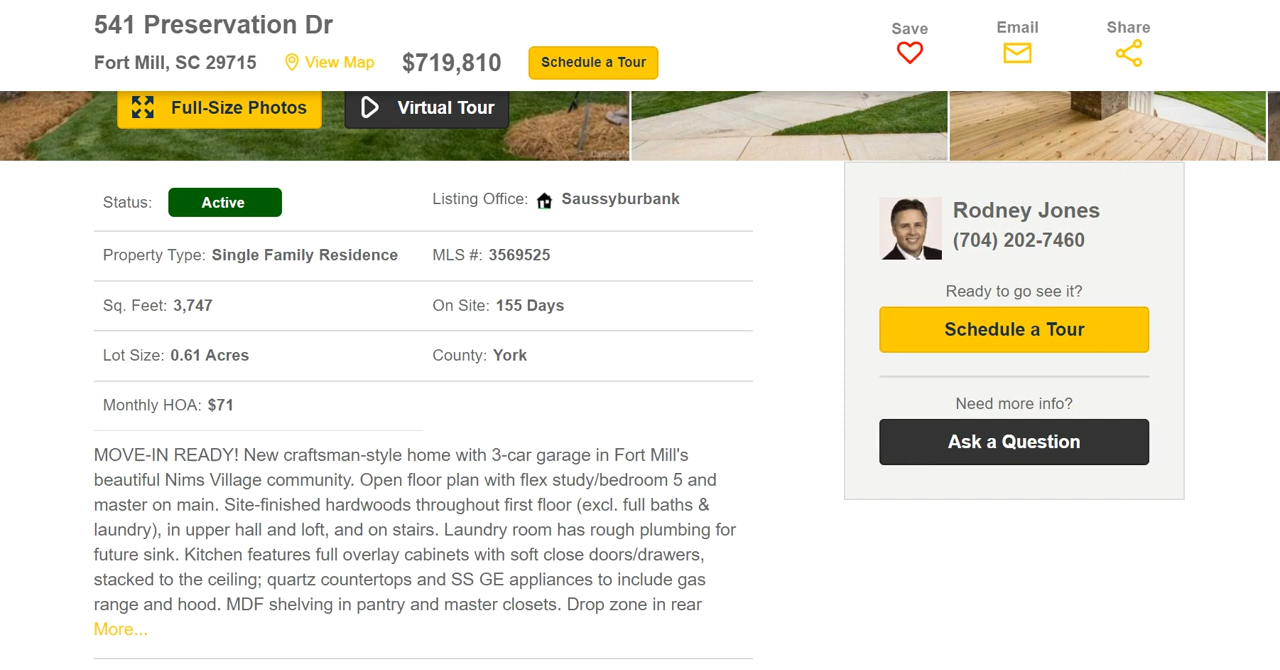 541 Preservation Dr
Fort Mill, SC 29715
View Map
$719,810
Schedule a Tour
Save
Email
Share
Full-Size Photos
Virtual Tour
Status: Active
Listing Office: Saussyburbank
Property Type: Single Family Residence
MLS #: 3569525
Sq. Feet: 3,747
On Site: 155 Days
Lot Size: 0.61 Acres
County: York
Monthly HOA: $71
MOVE-IN READY! New craftsman-style home with 3-car garage in Fort Mill's
beautiful Nims Village community. Open floor plan with flex study/bedroom 5 and
master on main. Site-finished hardwoods throughout first floor (excl. full baths &
laundry), in upper hall and loft, and on stairs. Laundry room has rough plumbing for
future sink. Kitchen features full overlay cabinets with soft close doors/drawers,
stacked to the ceiling; quartz countertops and SS GE appliances to include gas
range and hood. MDF shelving in pantry and master closets. Drop zone in rear
More...
Rodney Jones
(704) 202-7460
Ready to go see it?
Schedule a Tour
Need more info?
Ask a Question